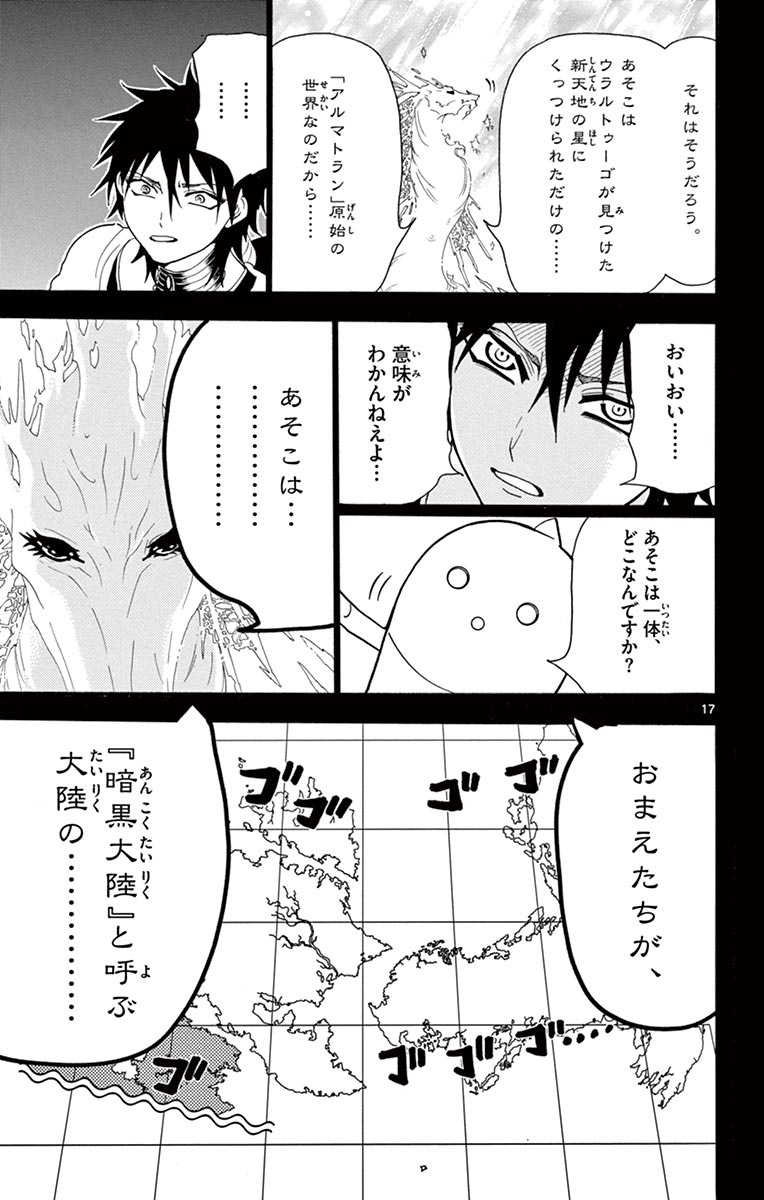 それはそうだろう。
あそこは
ウラルトゥーゴが見つけた
新天地の星に
くっつけられただけの……
「アルマトラン」原始の
世界なのだから……
……
……
おいおい……
意味が
わかんねえよ…
あそこは一体、
どこなんですか?
あそこは…
…………
…………
17
おまえたちが、
『暗黒大陸』と呼ぶ
大陸の……………
ゴゴゴゴゴゴゴ....
ゴ